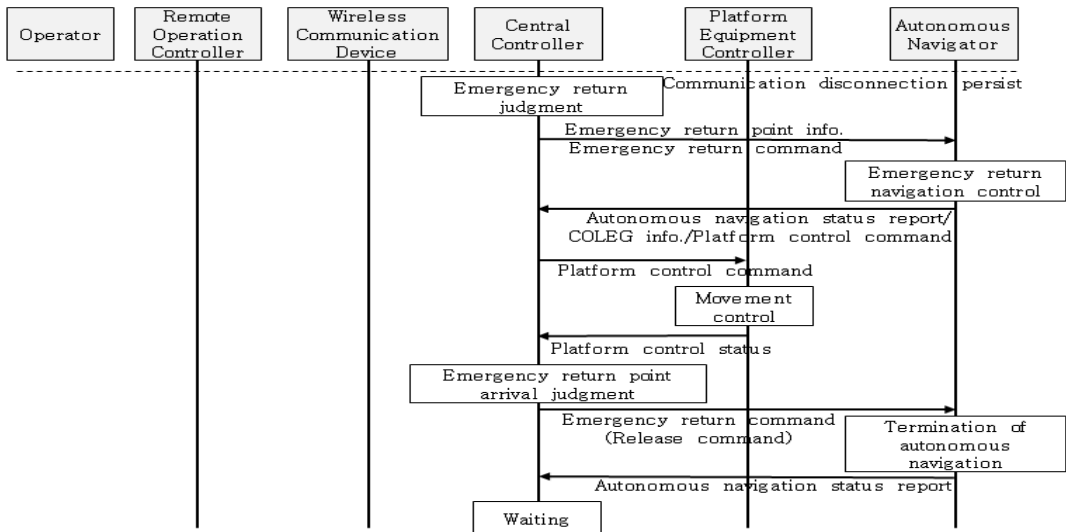 Operator
Remote
Operation
Controller
Wireless
Communication
Device
Central
Controller
Platform
Equipment
Controller
Autonomous
Navigator
Communication disconnection persist
Emergency return
judgment
Emergency return point info.
Emergency return command
Emergency return
navigation control
Autonomous navigation status report/
COLEG info./Platform control command
Platform control command
Movement
control
Platform control status
Emergency return point
arrival judgment
Emergency return command
(Release command)
Termination of
autonomous
navigation
Autonomous navigation status report
Waiting